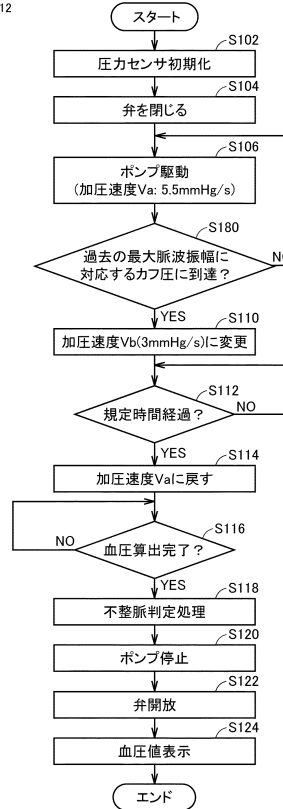 12
スタート
S102
圧力センサ初期化
S104
弁を閉じる
S106
ポンプ駆動
(加圧速度Va: 5.5mmHg/s)
S180
過去の最大脈波振幅に
対応するカフ圧に到達?
NO
YES
S110
加圧速度Vb(3mmHg/s)に変更
S112
規定時間経過?
NO
YES
S114
加圧速度Vaに戻す
S116
NO
血圧算出完了?
YES
S118
不整脈判定処理
S120
ポンプ停止
S122
弁開放
S124
血圧値表示
エンド